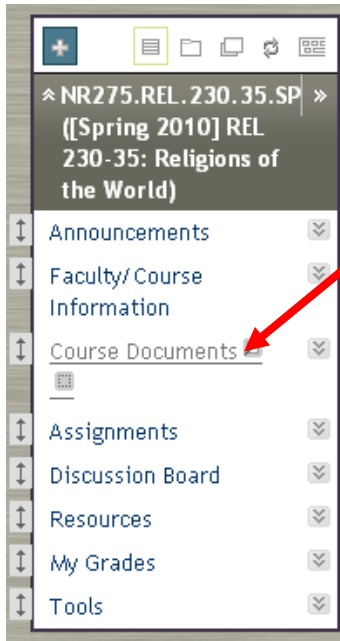 NR275.REL.230.35.SP
([Spring 2010] REL
230-35: Religions of
the World)
Announcements
Faculty/Course
Information
Course Documents
Assignments
Discussion Board
Resources
My Grades
Tools